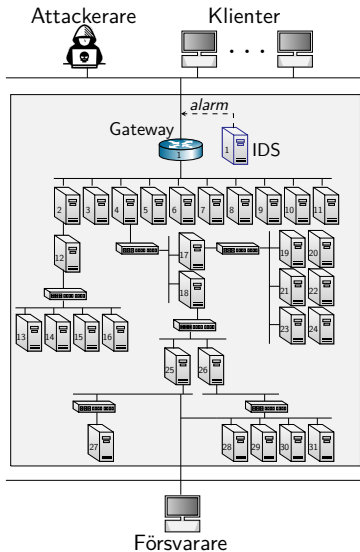 Attackerare Klienter
alarm
Gateway
1 1 IDS
2 3 4 5 6 7 8 9 10 11
12 17 19 20
18 21 22
13 14 15 16 23 24
25 26
27 28 29 30 31
Försvarare